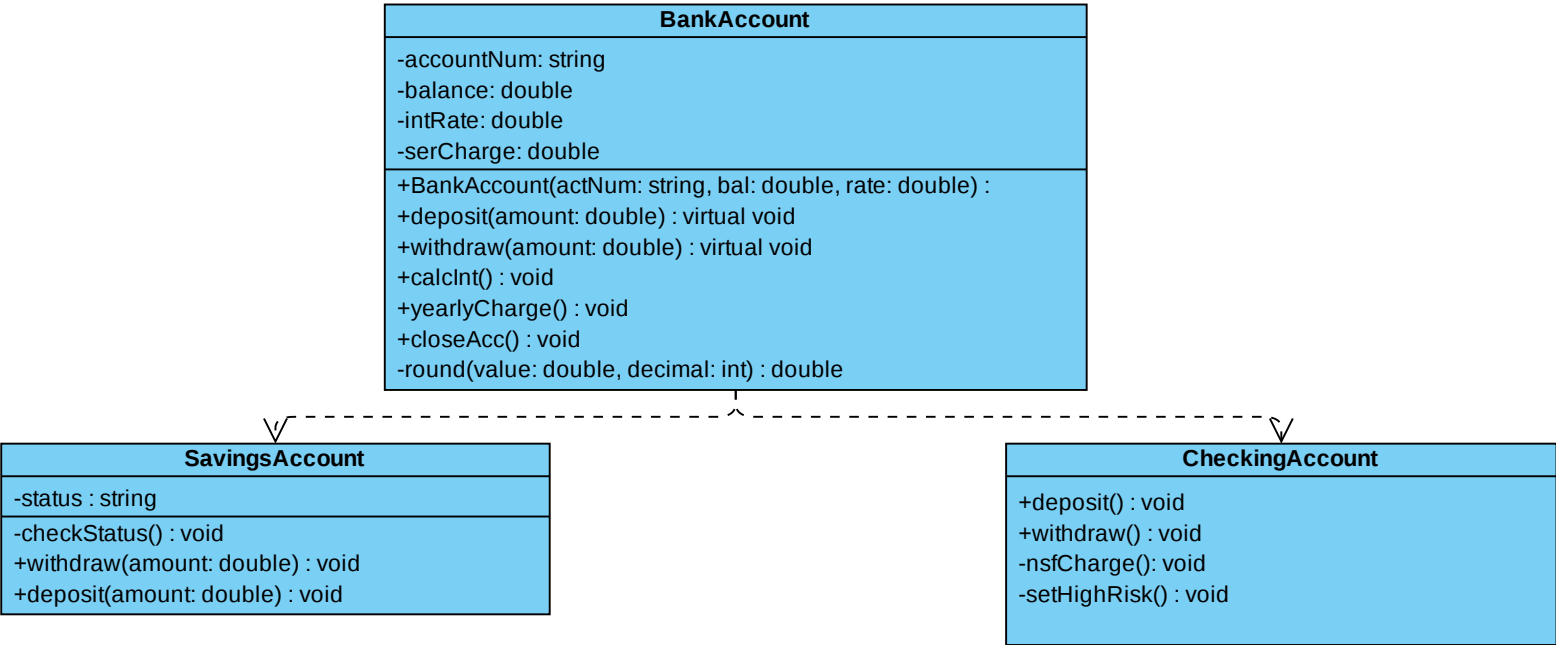 BankAccount
-accountNum: string
-balance: double
-intRate: double
-serCharge: double
+BankAccount(actNum: string, bal: double, rate: double) :
+deposit(amount: double) : virtual void
+withdraw(amount: double) : virtual void
+calcInt() : void
+yearlyCharge() : void
+closeAcc() : void
-round(value: double, decimal: int) : double
SavingsAccount
-status : string
-checkStatus() : void
+withdraw(amount: double) : void
+deposit(amount: double) : void
CheckingAccount
+deposit() : void
+withdraw() : void
-nsfCharge(): void
-setHighRisk() : void